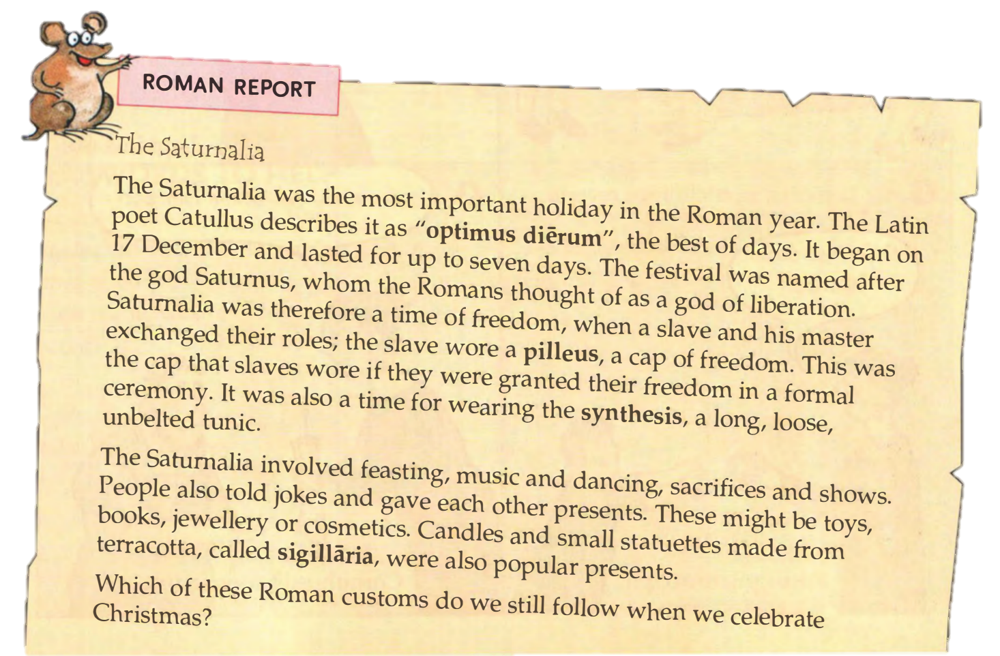 ROMAN REPORT
The Saturnalia
The Saturnalia was the most important holiday in the Roman year. The Latin
poet Catullus describes it as “optimus diērum”, the best of days. It began on
17 December and lasted for up to seven days. The festival was named after
the god Saturnus, whom the Romans thought of as a god of liberation.
Saturnalia was therefore a time of freedom, when a slave and his master
exchanged their roles; the slave wore a pilleus, a cap of freedom. This was
the cap that slaves wore if they were granted their freedom in a formal
ceremony. It was also a time for wearing the synthesis, a long, loose,
unbelted tunic.
The Saturnalia involved feasting, music and dancing, sacrifices and shows.
People also told jokes and gave each other presents. These might be toys,
books, jewellery or cosmetics. Candles and small statuettes made from
terracotta, called sigillāria, were also popular presents.
Which of these Roman customs do we still follow when we celebrate
Christmas?